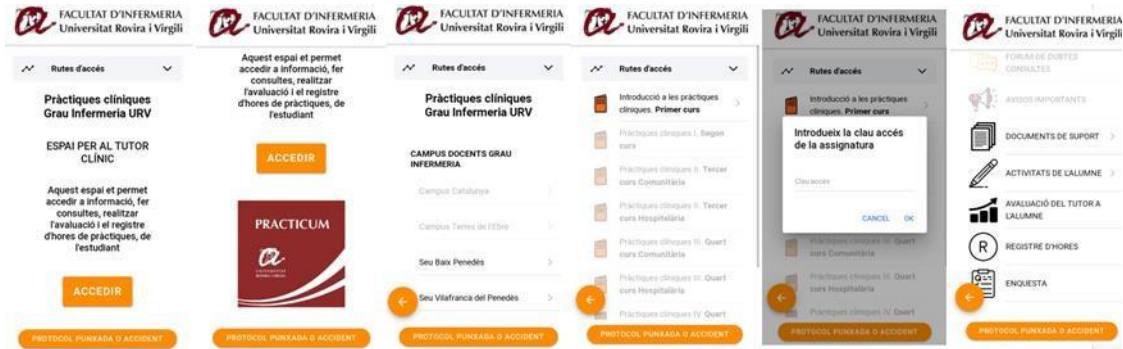 FACULTAT D'INFERMERIA
Universitat Rovira i Virgili
Rutes d'accés
Pràctiques clíniques
Grau Infermeria URV
ESPAI PER AL TUTOR
CLÍNIC
Aquest espai et permet
accedir a informació, fer
consultes, realitzar
l'avaluació i el registre
d'hores de pràctiques, de
l'estudiant
ACCEDIR
PROTOCOL PUNXADA O ACCIDENT
FACULTAT D'INFERMERIA
Universitat Rovira i Virgili
Aquest espai et permet
accedir a informació, fer
consultes, realitzar
l'avaluació i el registre
d'hores de pràctiques, de
l'estudiant
ACCEDIR
PRACTICUM
UNIVERSITAT
ROVIRA i VIRGILI
PROTOCOL PUNXADA O ACCIDENT
FACULTAT D'INFERMERIA
Universitat Rovira i Virgili
Rutes d'accés
Pràctiques clíniques
Grau Infermeria URV
CAMPUS DOCENTS GRAU
INFERMERIA
Campus Catalunya
Campus Terres de l'Ebre
Seu Baix Penedès
Seu Vilafranca del Penedès
PROTOCOL PUNXADA O ACCIDENT
FACULTAT D'INFERMERIA
Universitat Rovira i Virgili
Rutes d'accés
Introducció a les pràctiques
clíniques. Primer curs
Pràctiques clíniques I. Segon
curs
Pràctiques clíniques II. Tercer
curs Comunitària
Pràctiques clíniques II. Tercer
curs Hospitalària
Pràctiques clíniques III. Quart
curs Comunitària
Pràctiques clíniques III. Quart
curs Hospitalària
Pràctiques clíniques IV. Quart
PROTOCOL PUNXADA O ACCIDENT
FACULTAT D'INFERMERIA
Universitat Rovira i Virgili
Rutes d'accés
Introducció a les pràctiques
clíniques. Primer curs
Introdueix la clau accés
de la assignatura
Clau accés
CANCEL OK
Pràctiques clíniques III. Quart
curs Comunitària
Pràctiques clíniques III. Quart
curs Hospitalària
Pràctiques clíniques IV. Quart
PROTOCOL PUNXADA O ACCIDENT
FACULTAT D'INFERMERIA
Universitat Rovira i Virgili
FORUM DE DUBTES
CONSULTES
AVISOS IMPORTANTS
DOCUMENTS DE SUPORT
ACTIVITATS DE L'ALUMNE
AVALUACIÓ DEL TUTOR A
L'ALUMNE
R REGISTRE D'HORES
ENQUESTA
PROTOCOL PUNXADA O ACCIDENT